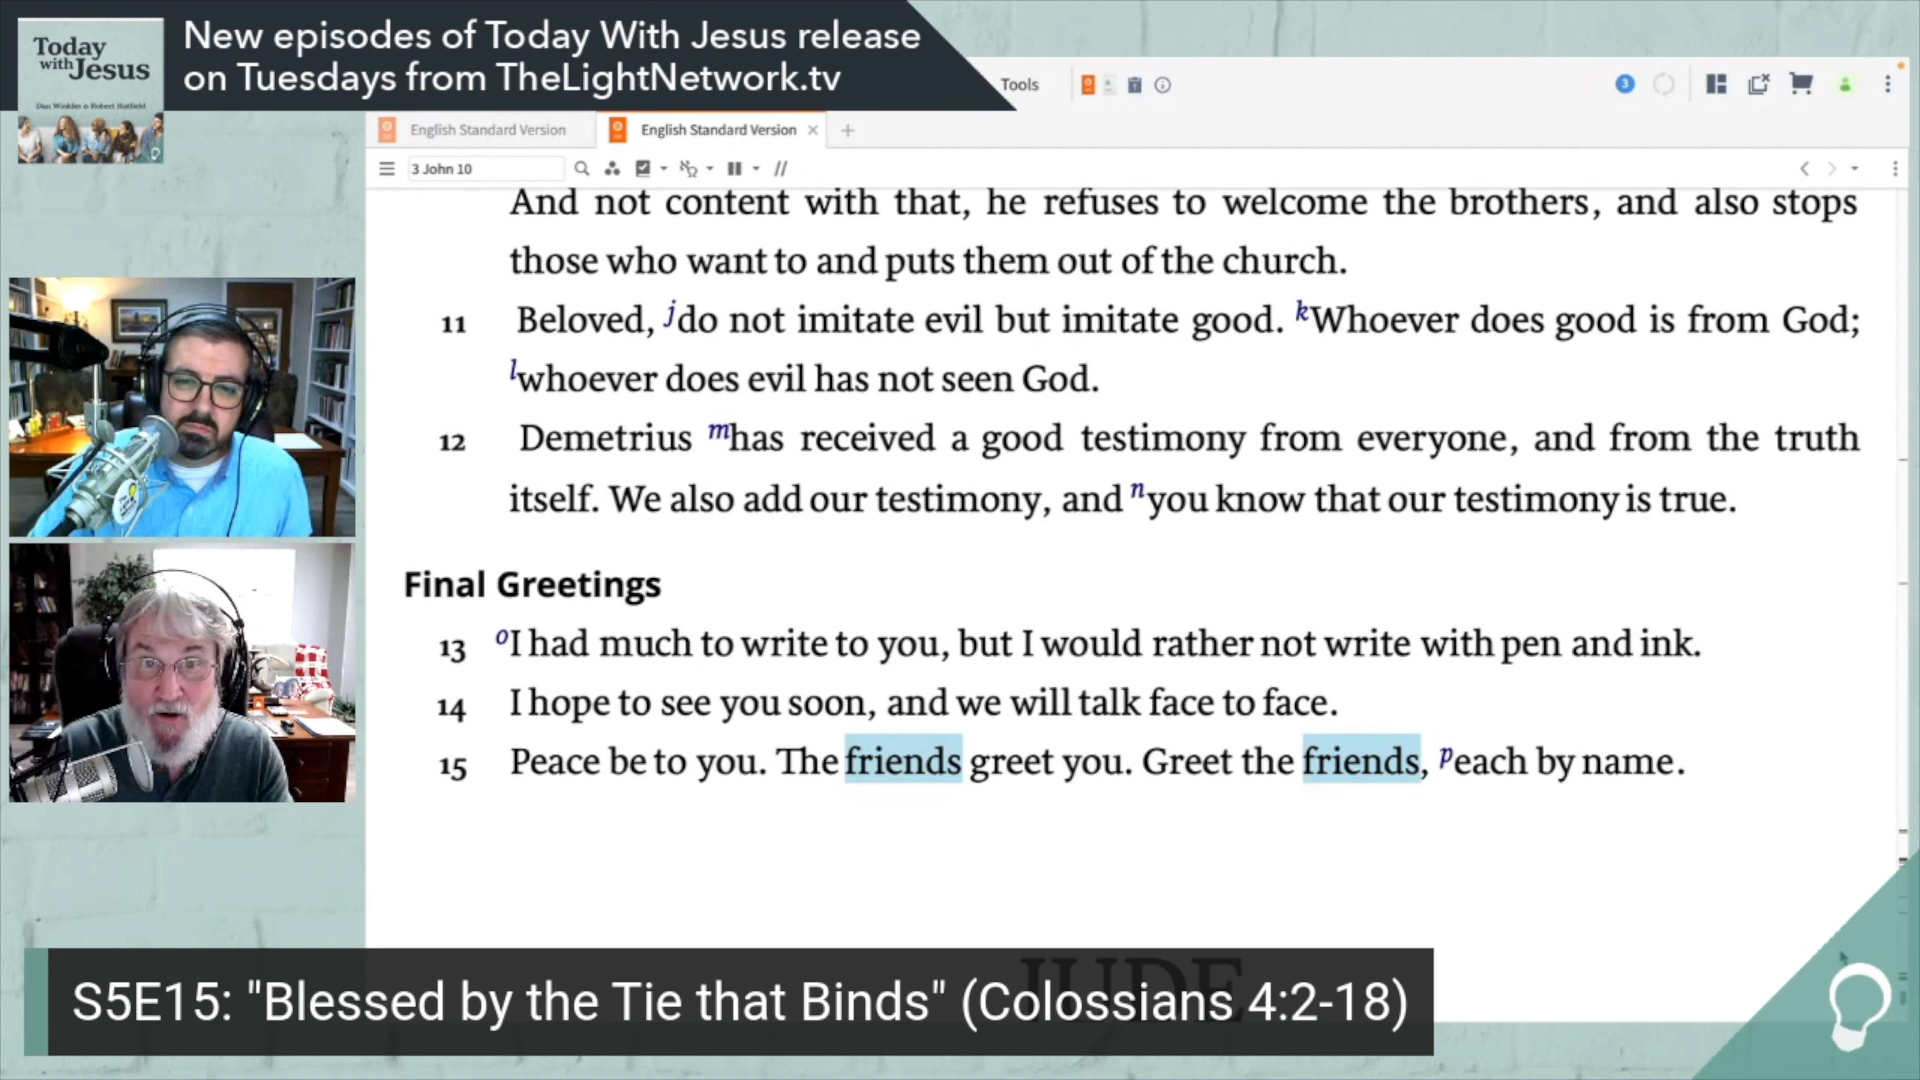 Today
with Jesus
Dan Winkler & Robert Hatfield
New episodes of Today With Jesus release
on Tuesdays from TheLightNetwork.tv
Tools
3
English Standard Version
English Standard Version
3 John 10
And not content with that, he refuses to welcome the brothers, and also stops
those who want to and puts them out of the church.
11 Beloved, j do not imitate evil but imitate good. k Whoever does good is from God;
l whoever does evil has not seen God.
12 Demetrius m has received a good testimony from everyone, and from the truth
itself. We also add our testimony, and n you know that our testimony is true.
Final Greetings
13 o I had much to write to you, but I would rather not write with pen and ink.
14 I hope to see you soon, and we will talk face to face.
15 Peace be to you. The friends greet you. Greet the friends, p each by name.
JUDE
S5E15: "Blessed by the Tie that Binds" (Colossians 4:2-18)